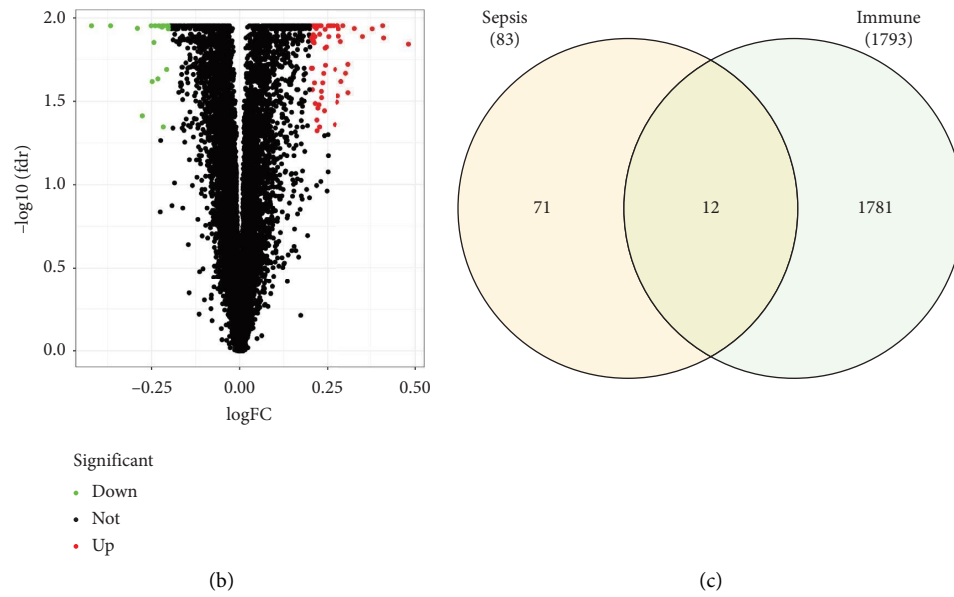 2.0
1.5
1.0
0.5
0.0
−log10 (fdr)
−0.25
0.00
0.25
0.50
logFC
Significant
Down
Not
Up
(b)
Sepsis
(83)
Immune
(1793)
71
12
1781
(c)